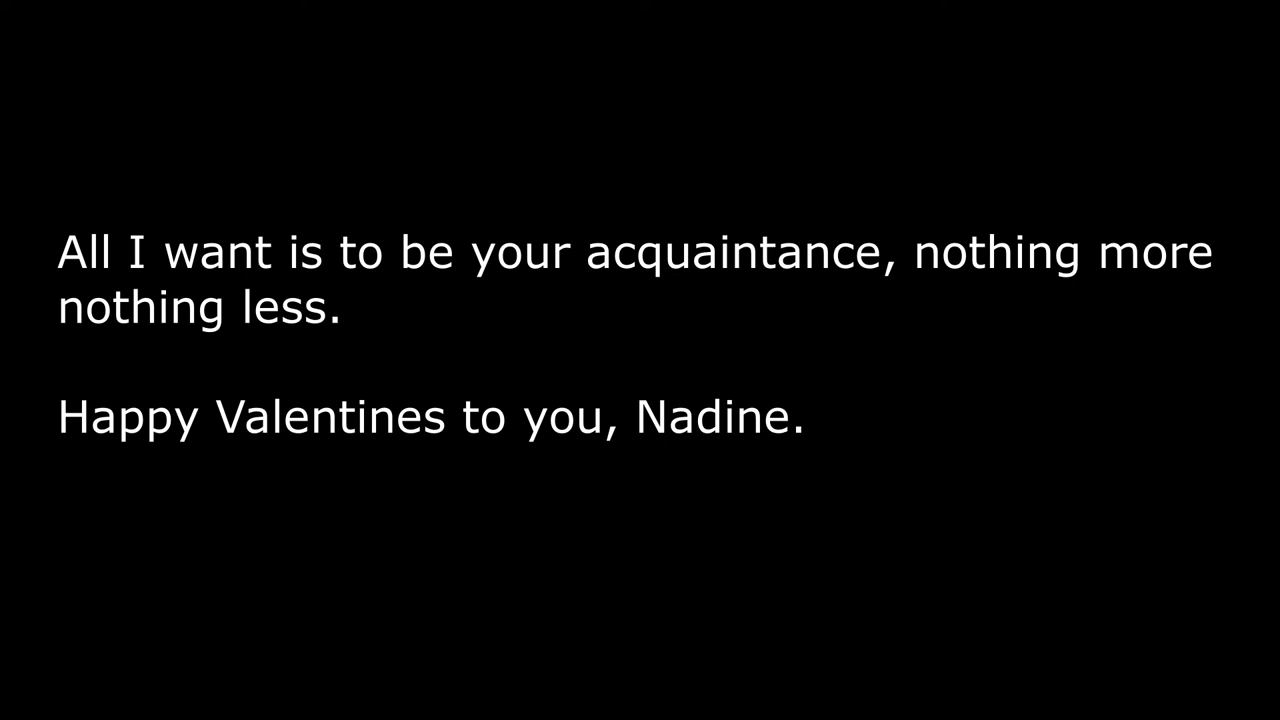 All I want is to be your acquaintance, nothing more
nothing less.
Happy Valentines to you, Nadine.